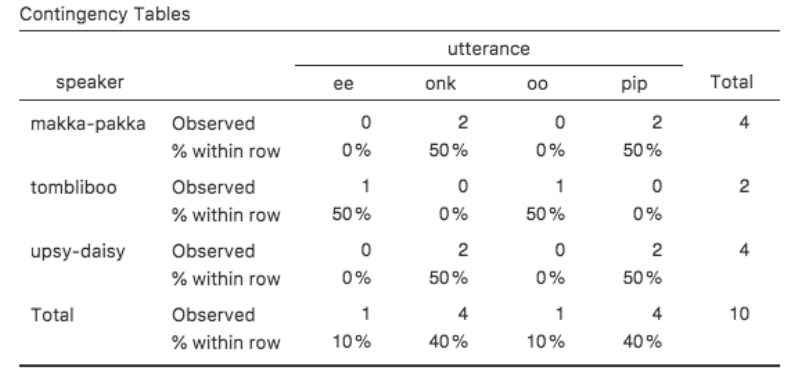 Contingency Tables
utterance
speaker ee onk oo pip Total
makka-pakka Observed 0 2 0 2 4
% within row 0% 50% 0% 50%
tombliboo Observed 1 0 1 0 2
% within row 50% 0% 50% 0%
upsy-daisy Observed 0 2 0 2 4
% within row 0% 50% 0% 50%
Total Observed 1 4 1 4 10
% within row 10% 40% 10% 40%